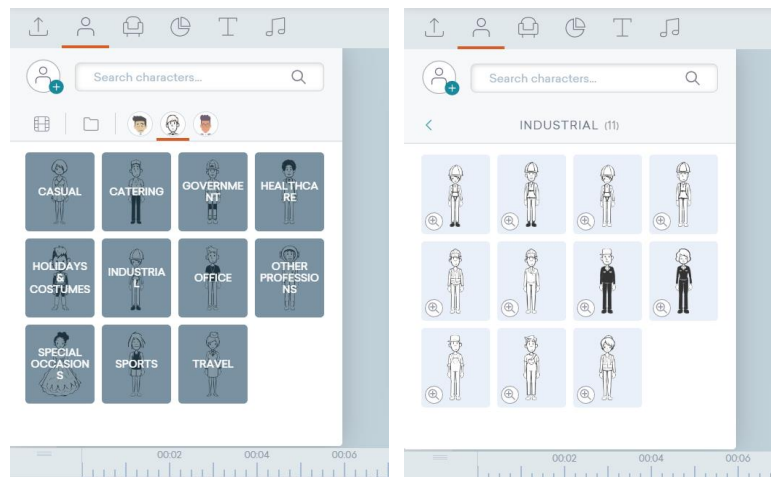 Search characters...
CASUAL
CATERING
GOVERNME
NT
HEALTHCA
RE
HOLIDAYS
&
COSTUMES
INDUSTRIA
L
OFFICE
OTHER
PROFESSIO
NS
SPECIAL
OCCASION
S
SPORTS
TRAVEL
00:02
00:04
00:06
Search characters...
INDUSTRIAL (11)
00:02
00:04
00:06